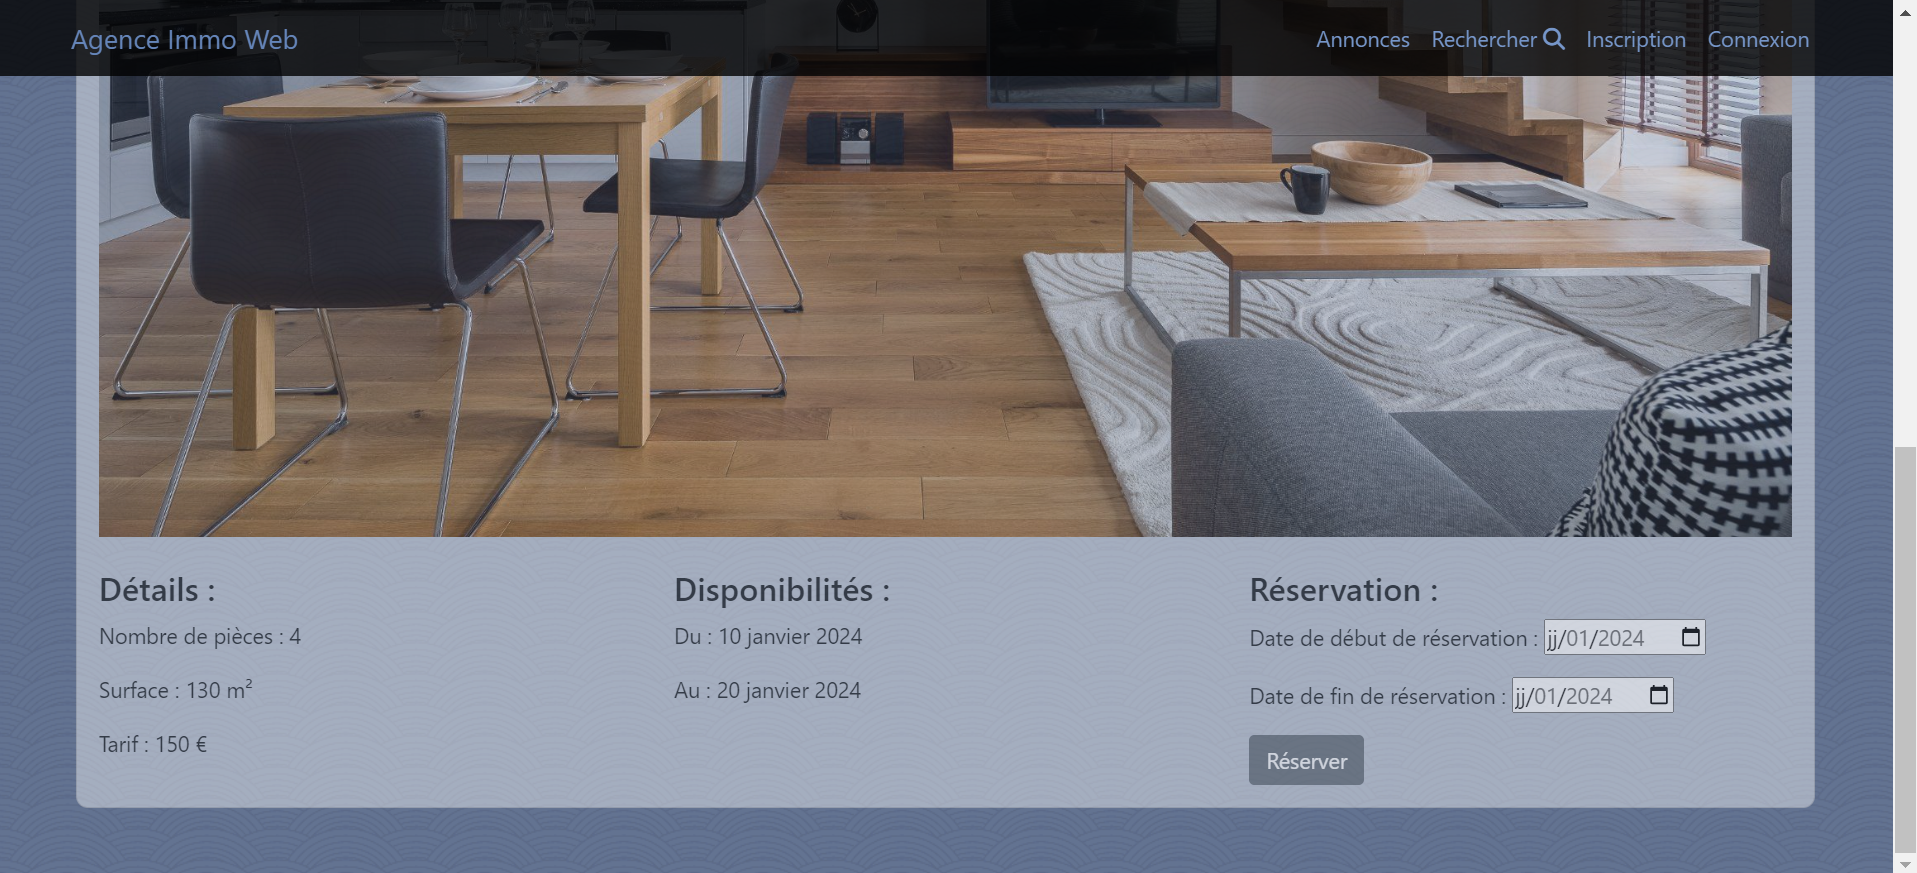 Agence Immo Web
Annonces Rechercher Inscription Connexion
Détails :
Nombre de pièces : 4
Surface : 130 m²
Tarif : 150 €
Disponibilités :
Du : 10 janvier 2024
Au : 20 janvier 2024
Réservation :
Date de début de réservation : jj/01/2024
Date de fin de réservation : jj/01/2024
Réserver